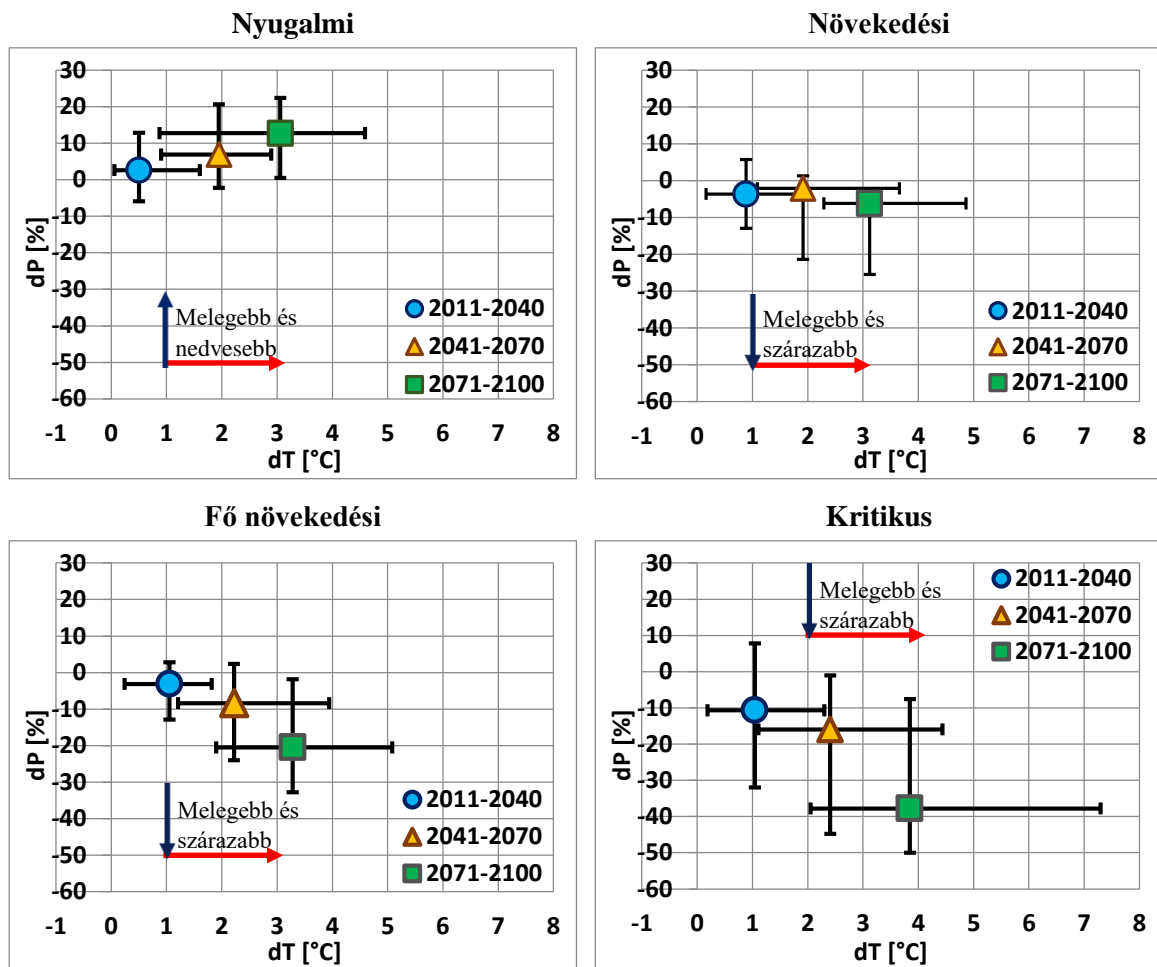 Nyugalmi
30
20
10
0
-10
-20
-30
-40
-50
-60
dP [%]
Melegebb és
nedvesebb
2011-2040
2041-2070
2071-2100
-1 0 1 2 3 4 5 6 7 8
dT [°C]
Növekedési
30
20
10
0
-10
-20
-30
-40
-50
-60
dP [%]
Melegebb és
szárazabb
2011-2040
2041-2070
2071-2100
-1 0 1 2 3 4 5 6 7 8
dT [°C]
Fő növekedési
30
20
10
0
-10
-20
-30
-40
-50
-60
dP [%]
Melegebb és
szárazabb
2011-2040
2041-2070
2071-2100
-1 0 1 2 3 4 5 6 7 8
dT [°C]
Kritikus
30
20
10
0
-10
-20
-30
-40
-50
-60
dP [%]
Melegebb és
szárazabb
2011-2040
2041-2070
2071-2100
-1 0 1 2 3 4 5 6 7 8
dT [°C]